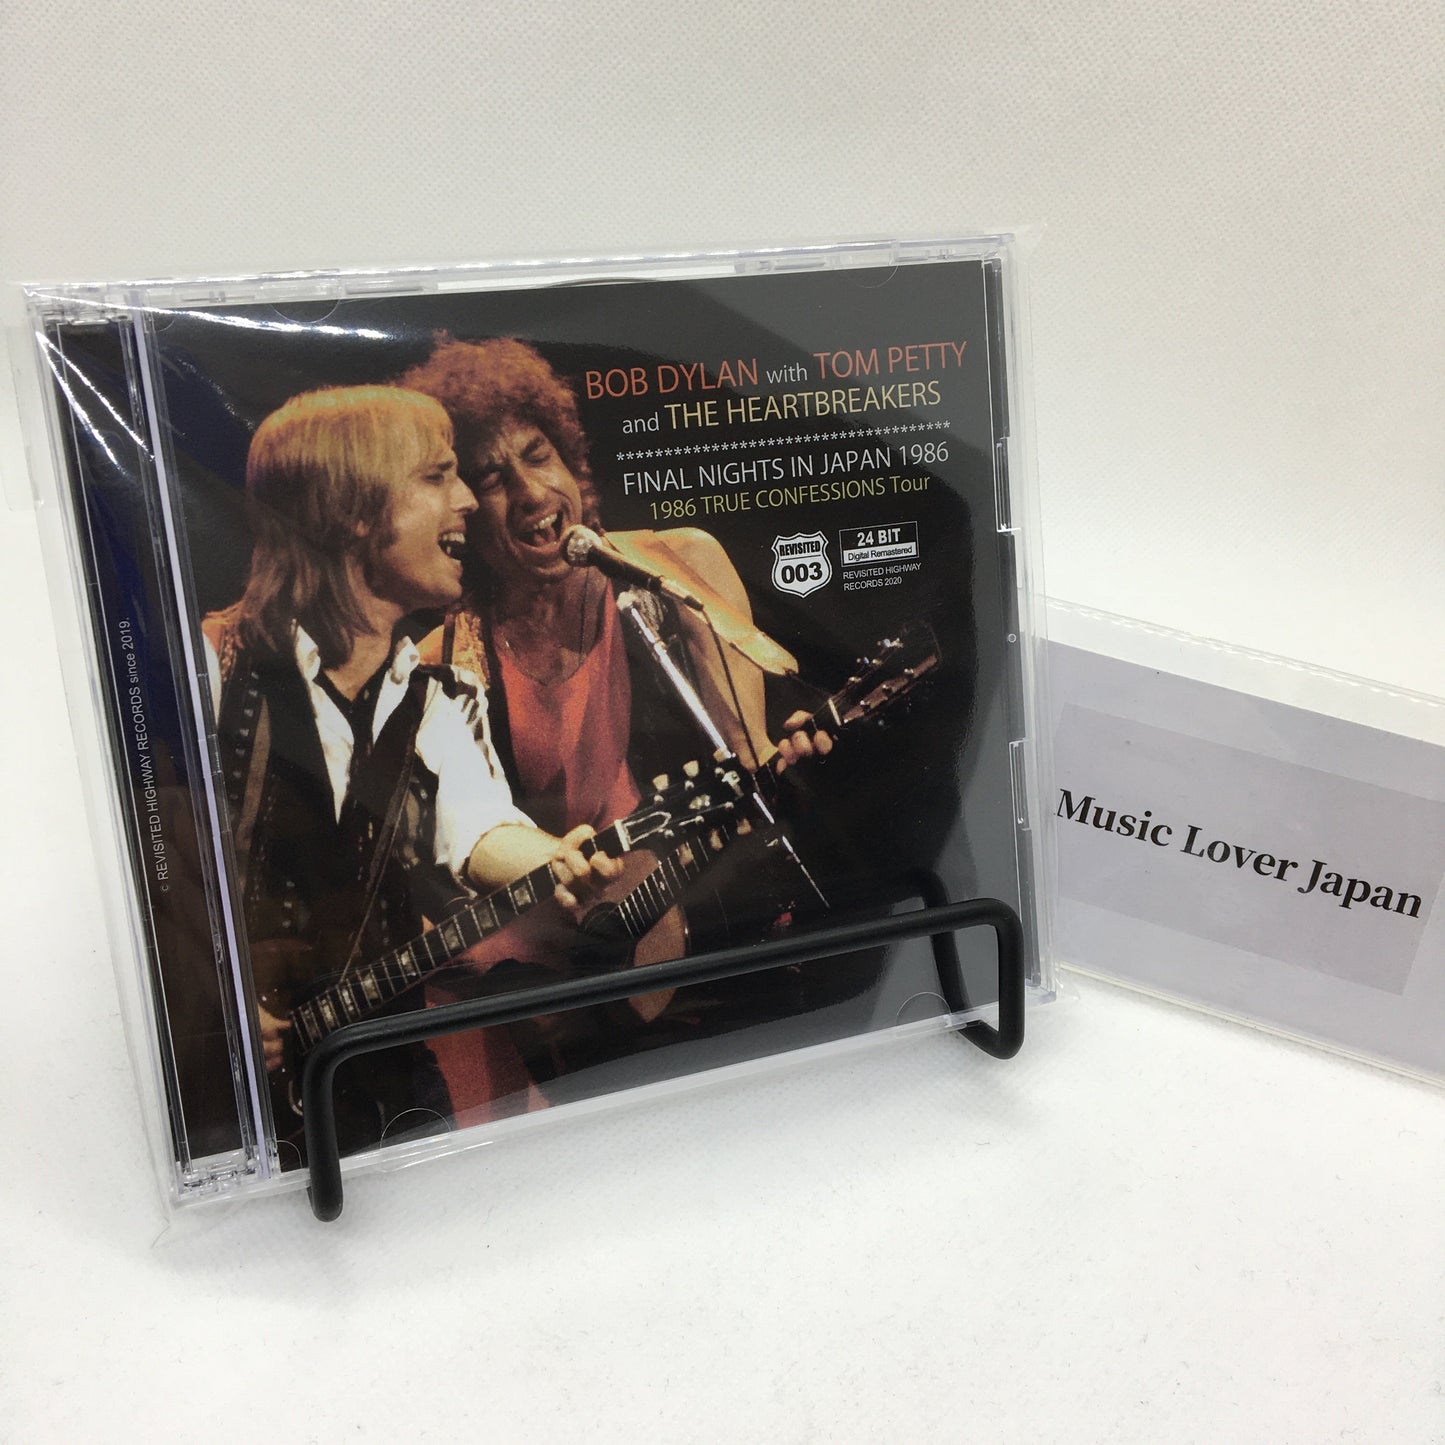 BOB DYLAN with TOM PETTY
and THE HEARTBREAKERS
***************************************
FINAL NIGHTS IN JAPAN 1986
1986 TRUE CONFESSIONS Tour
REVISITED
003
24 BIT
Digital Remastered
REVISITED HIGHWAY
RECORDS 2020
© REVISITED HIGHWAY RECORDS since 2019.
Music Lover Japan